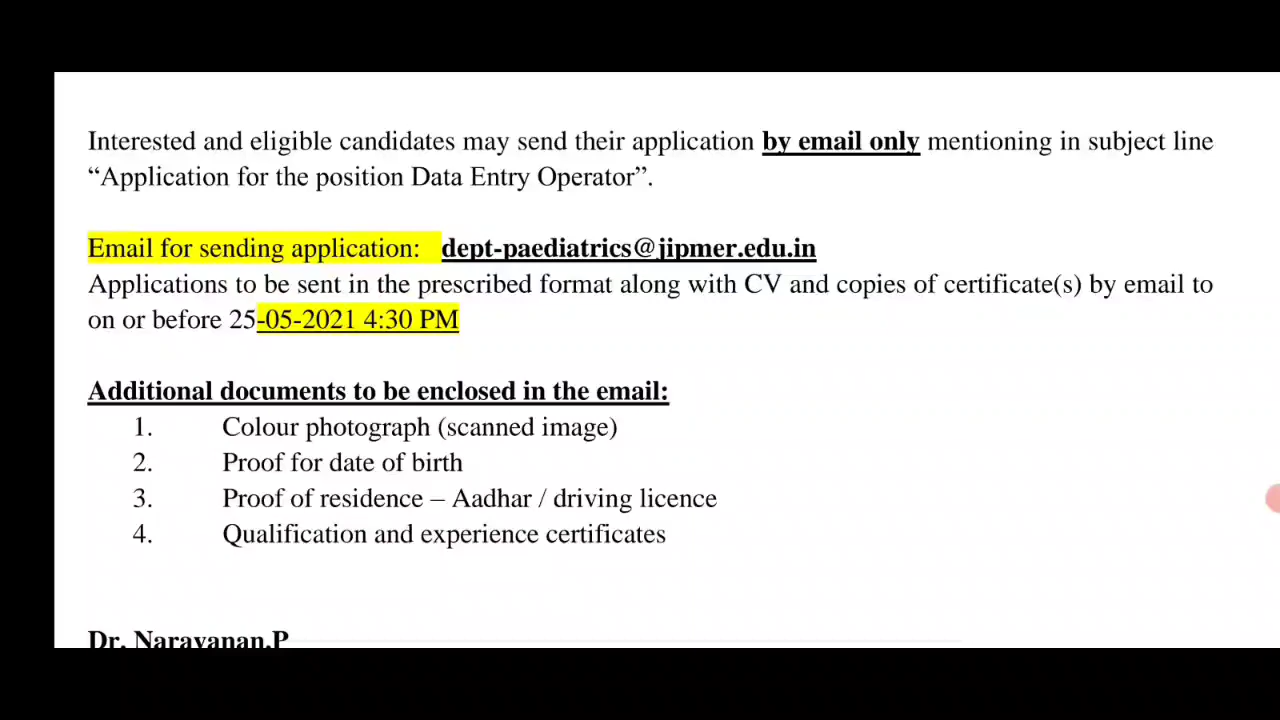 Interested and eligible candidates may send their application by email only mentioning in subject line
“Application for the position Data Entry Operator”.
Email for sending application: dept-paediatrics@jipmer.edu.in
Applications to be sent in the prescribed format along with CV and copies of certificate(s) by email to
on or before 25-05-2021 4:30 PM
Additional documents to be enclosed in the email:
1. Colour photograph (scanned image)
2. Proof for date of birth
3. Proof of residence – Aadhar / driving licence
4. Qualification and experience certificates
Dr. Narayanan.P